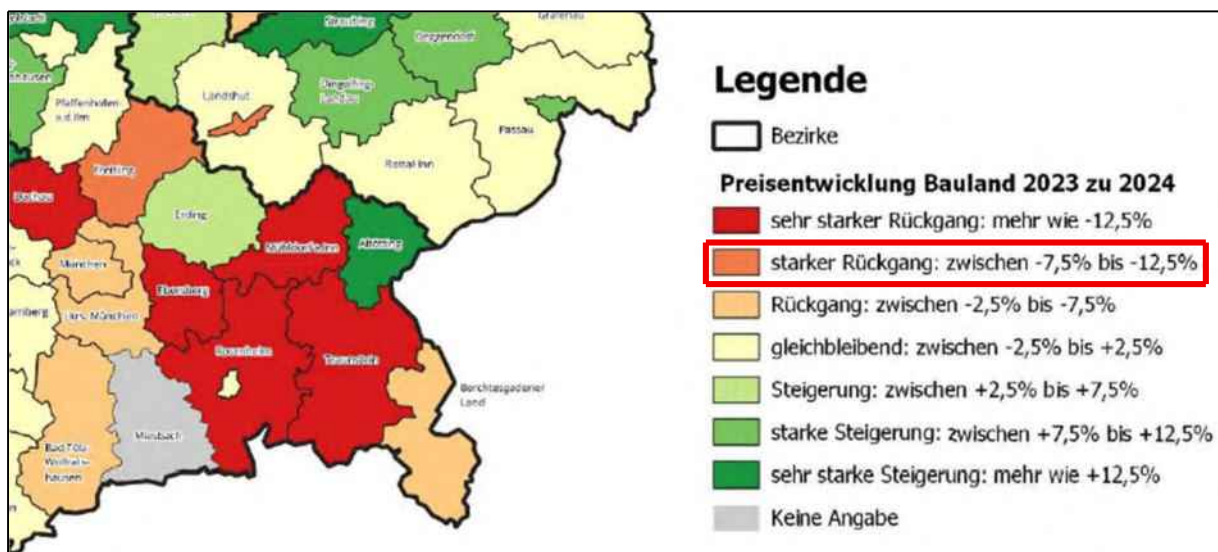 Straubing
Grafenau
Deggendorf
hausen
Dingolfing-
Landau
Landshut
Pfaffenhofen
a.d.Ilm
Passau
Rottal-Inn
Freising
Dachau
Erding
Mühldorf a.Inn
Altötting
München
Ebersberg
Lkrs. München
Rosenheim
Traunstein
Berchtesgadener
Land
Miesbach
Bad Tölz-
Wolfrats-
hausen
Legende
Bezirke
Preisentwicklung Bauland 2023 zu 2024
sehr starker Rückgang: mehr wie -12,5%
starker Rückgang: zwischen -7,5% bis -12,5%
Rückgang: zwischen -2,5% bis -7,5%
gleichbleibend: zwischen -2,5% bis +2,5%
Steigerung: zwischen +2,5% bis +7,5%
starke Steigerung: zwischen +7,5% bis +12,5%
sehr starke Steigerung: mehr wie +12,5%
Keine Angabe